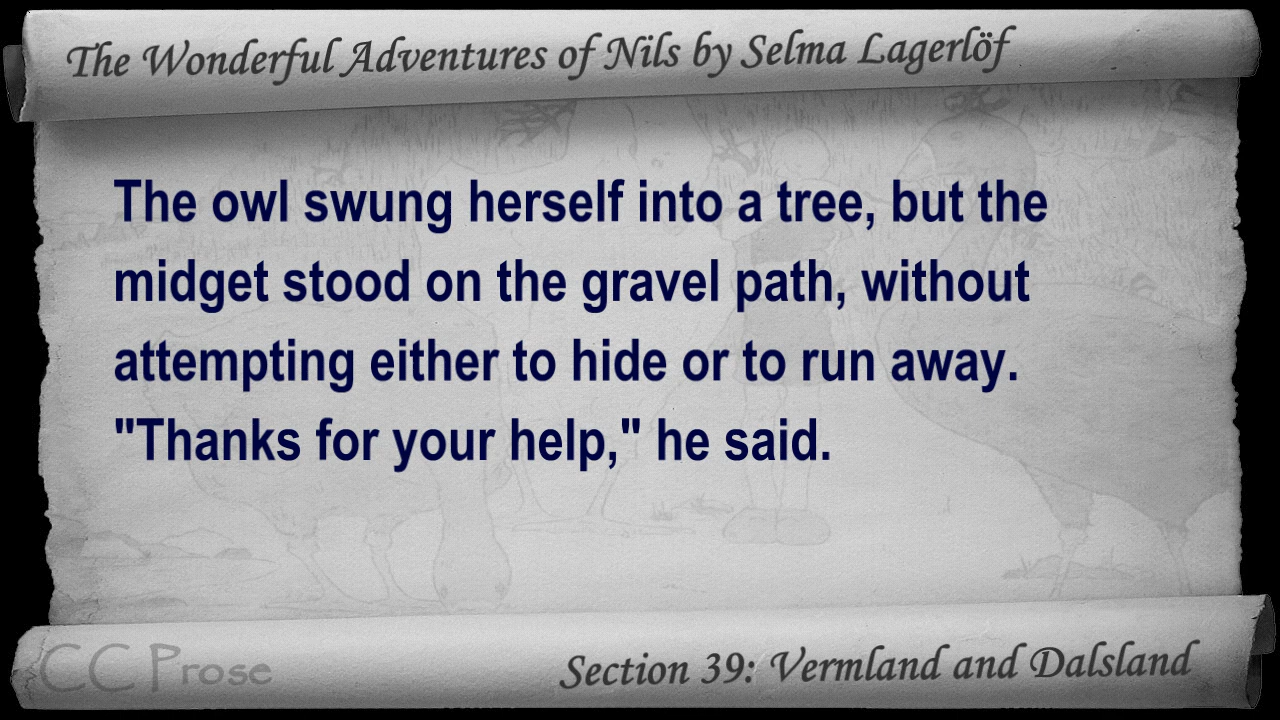 The Wonderful Adventures of Nils by Selma Lagerlöf
The owl swung herself into a tree, but the
midget stood on the gravel path, without
attempting either to hide or to run away.
"Thanks for your help," he said.
CC Prose
Section 39: Vermland and Dalsland